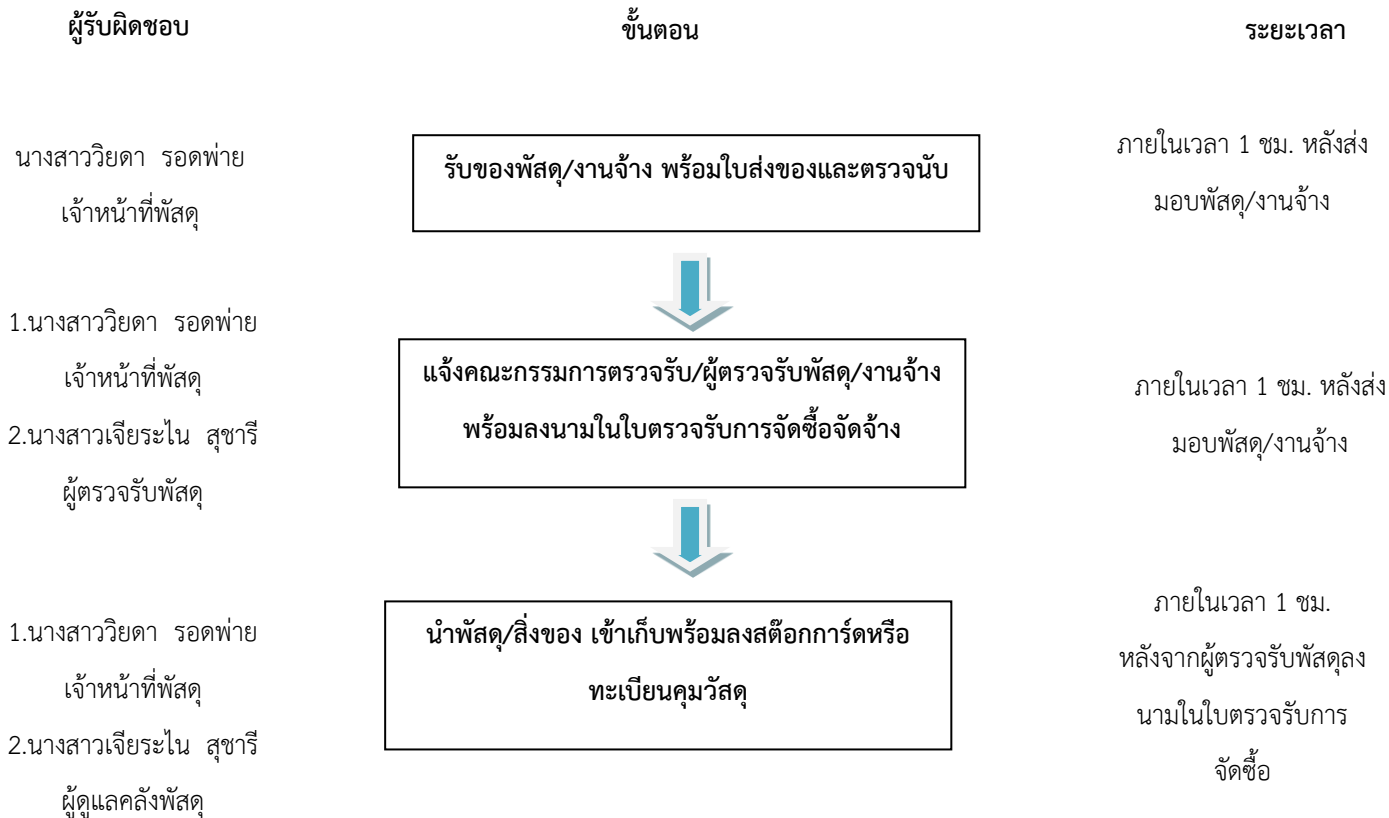 ผู้รับผิดชอบ
ขั้นตอน
ระยะเวลา
นางสาววิยดา รอดพ่าย
เจ้าหน้าที่พัสดุ
รับของพัสดุ/งานจ้าง พร้อมใบส่งของและตรวจนับ
ภายในเวลา 1 ชม. หลังส่ง
มอบพัสดุ/งานจ้าง
1.นางสาววิยดา รอดพ่าย
เจ้าหน้าที่พัสดุ
2.นางสาวเจียระไน สุชารี
ผู้ตรวจรับพัสดุ
แจ้งคณะกรรมการตรวจรับ/ผู้ตรวจรับพัสดุ/งานจ้าง
พร้อมลงนามในใบตรวจรับการจัดซื้อจัดจ้าง
ภายในเวลา 1 ชม. หลังส่ง
มอบพัสดุ/งานจ้าง
1.นางสาววิยดา รอดพ่าย
เจ้าหน้าที่พัสดุ
2.นางสาวเจียระไน สุชารี
ผู้ดูแลคลังพัสดุ
นำพัสดุ/สิ่งของ เข้าเก็บพร้อมลงสต๊อกการ์ดหรือ
ทะเบียนคุมวัสดุ
ภายในเวลา 1 ชม.
หลังจากผู้ตรวจรับพัสดุลง
นามในใบตรวจรับการ
จัดซื้อ